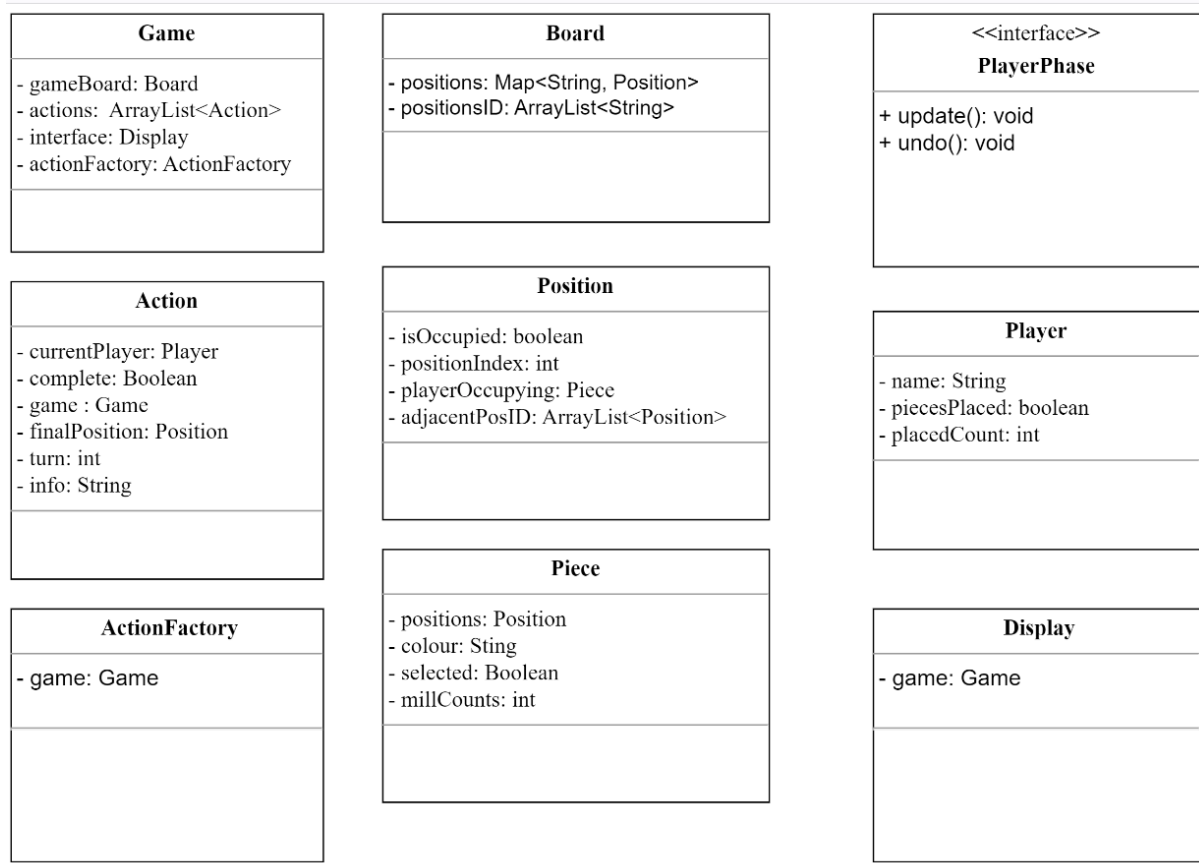 Game
- gameBoard: Board
- actions:  ArrayList<Action>
- interface: Display
- actionFactory: ActionFactory
Board
- positions: Map<String, Position>
- positionsID: ArrayList<String>
<<interface>>
PlayerPhase
+ update(): void
+ undo(): void
Action
- currentPlayer: Player
- complete: Boolean
- game : Game
- finalPosition: Position
- turn: int
- info: String
Position
- isOccupied: boolean
- positionIndex: int
- playerOccupying: Piece
- adjacentPosID: ArrayList<Position>
Player
- name: String
- piecesPlaced: boolean
- placedCount: int
ActionFactory
- game: Game
Piece
- positions: Position
- colour: Sting
- selected: Boolean
- millCounts: int
Display
- game: Game